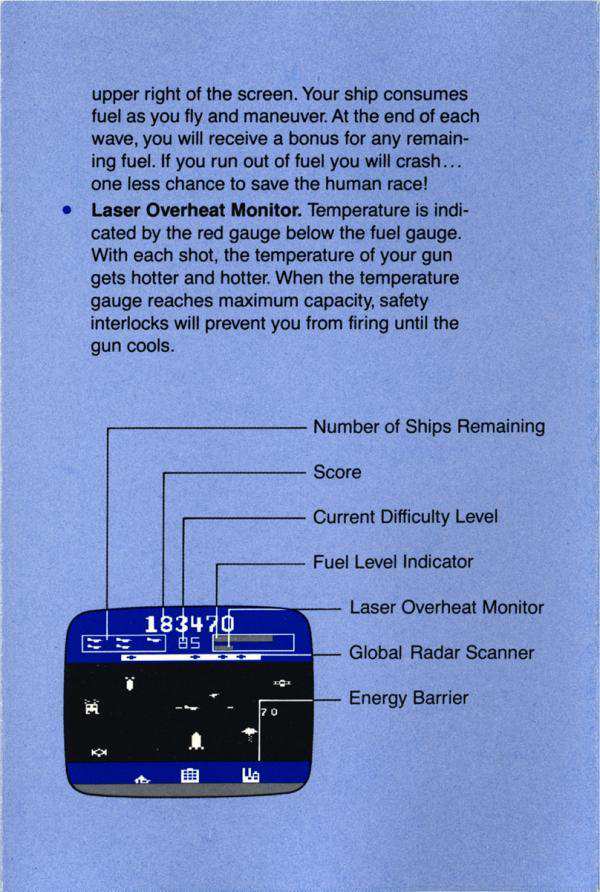 upper right of the screen. Your ship consumes
fuel as you fly and maneuver. At the end of each
wave, you will receive a bonus for any remain-
ing fuel. If you run out of fuel you will crash...
one less chance to save the human race!
• Laser Overheat Monitor. Temperature is indi-
cated by the red gauge below the fuel gauge.
With each shot, the temperature of your gun
gets hotter and hotter. When the temperature
gauge reaches maximum capacity, safety
interlocks will prevent you from firing until the
gun cools.
Number of Ships Remaining
Score
Current Difficulty Level
Fuel Level Indicator
Laser Overheat Monitor
183470
85
Global Radar Scanner
Energy Barrier
70